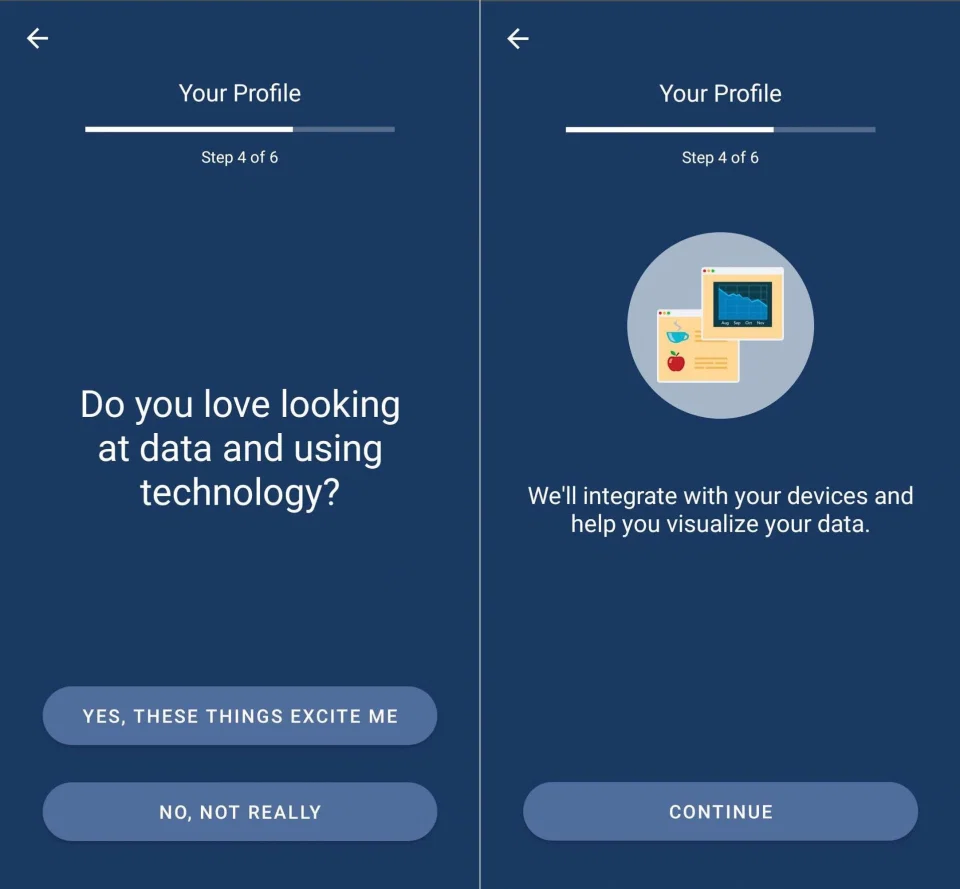 Your Profile
Step 4 of 6
Do you love looking
at data and using
technology?
YES, THESE THINGS EXCITE ME
NO, NOT REALLY
Your Profile
Step 4 of 6
Aug Sep Oct Nov
We'll integrate with your devices and
help you visualize your data.
CONTINUE